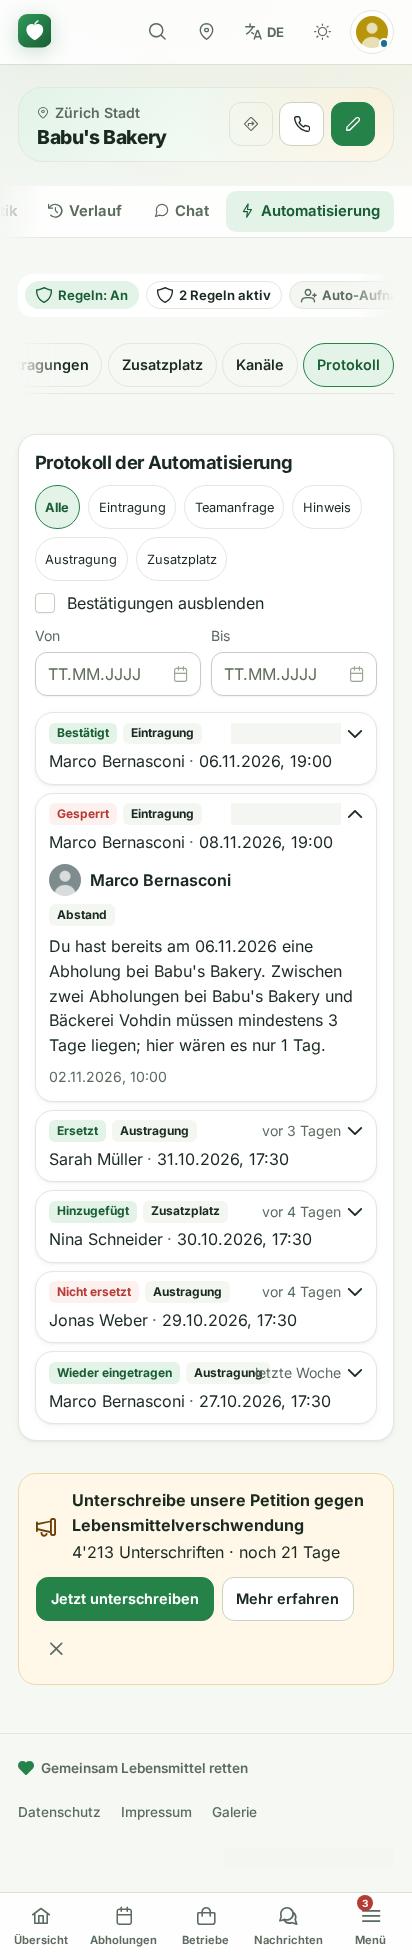 DE
Zürich Stadt
Babu's Bakery
Verlauf
Chat
Automatisierung
Regeln: An
2 Regeln aktiv
Zusatzplatz
Kanäle
Protokoll
Protokoll der Automatisierung
Alle
Eintragung
Teamanfrage
Hinweis
Austragung
Zusatzplatz
Bestätigungen ausblenden
Von
Bis
TT.MM.JJJJ
TT.MM.JJJJ
Bestätigt
Eintragung
Marco Bernasconi · 06.11.2026, 19:00
Gesperrt
Eintragung
Marco Bernasconi · 08.11.2026, 19:00
Marco Bernasconi
Abstand
Du hast bereits am 06.11.2026 eine
Abholung bei Babu's Bakery. Zwischen
zwei Abholungen bei Babu's Bakery und
Bäckerei Vohdin müssen mindestens 3
Tage liegen; hier wären es nur 1 Tag.
02.11.2026, 10:00
Ersetzt
Austragung
vor 3 Tagen
Sarah Müller · 31.10.2026, 17:30
Hinzugefügt
Zusatzplatz
vor 4 Tagen
Nina Schneider · 30.10.2026, 17:30
Nicht ersetzt
Austragung
vor 4 Tagen
Jonas Weber · 29.10.2026, 17:30
Wieder eingetragen
Austragung
letzte Woche
Marco Bernasconi · 27.10.2026, 17:30
Unterschreibe unsere Petition gegen
Lebensmittelverschwendung
4'213 Unterschriften · noch 21 Tage
Jetzt unterschreiben
Mehr erfahren
Gemeinsam Lebensmittel retten
Datenschutz
Impressum
Galerie
Übersicht
Abholungen
Betriebe
Nachrichten
3
Menü